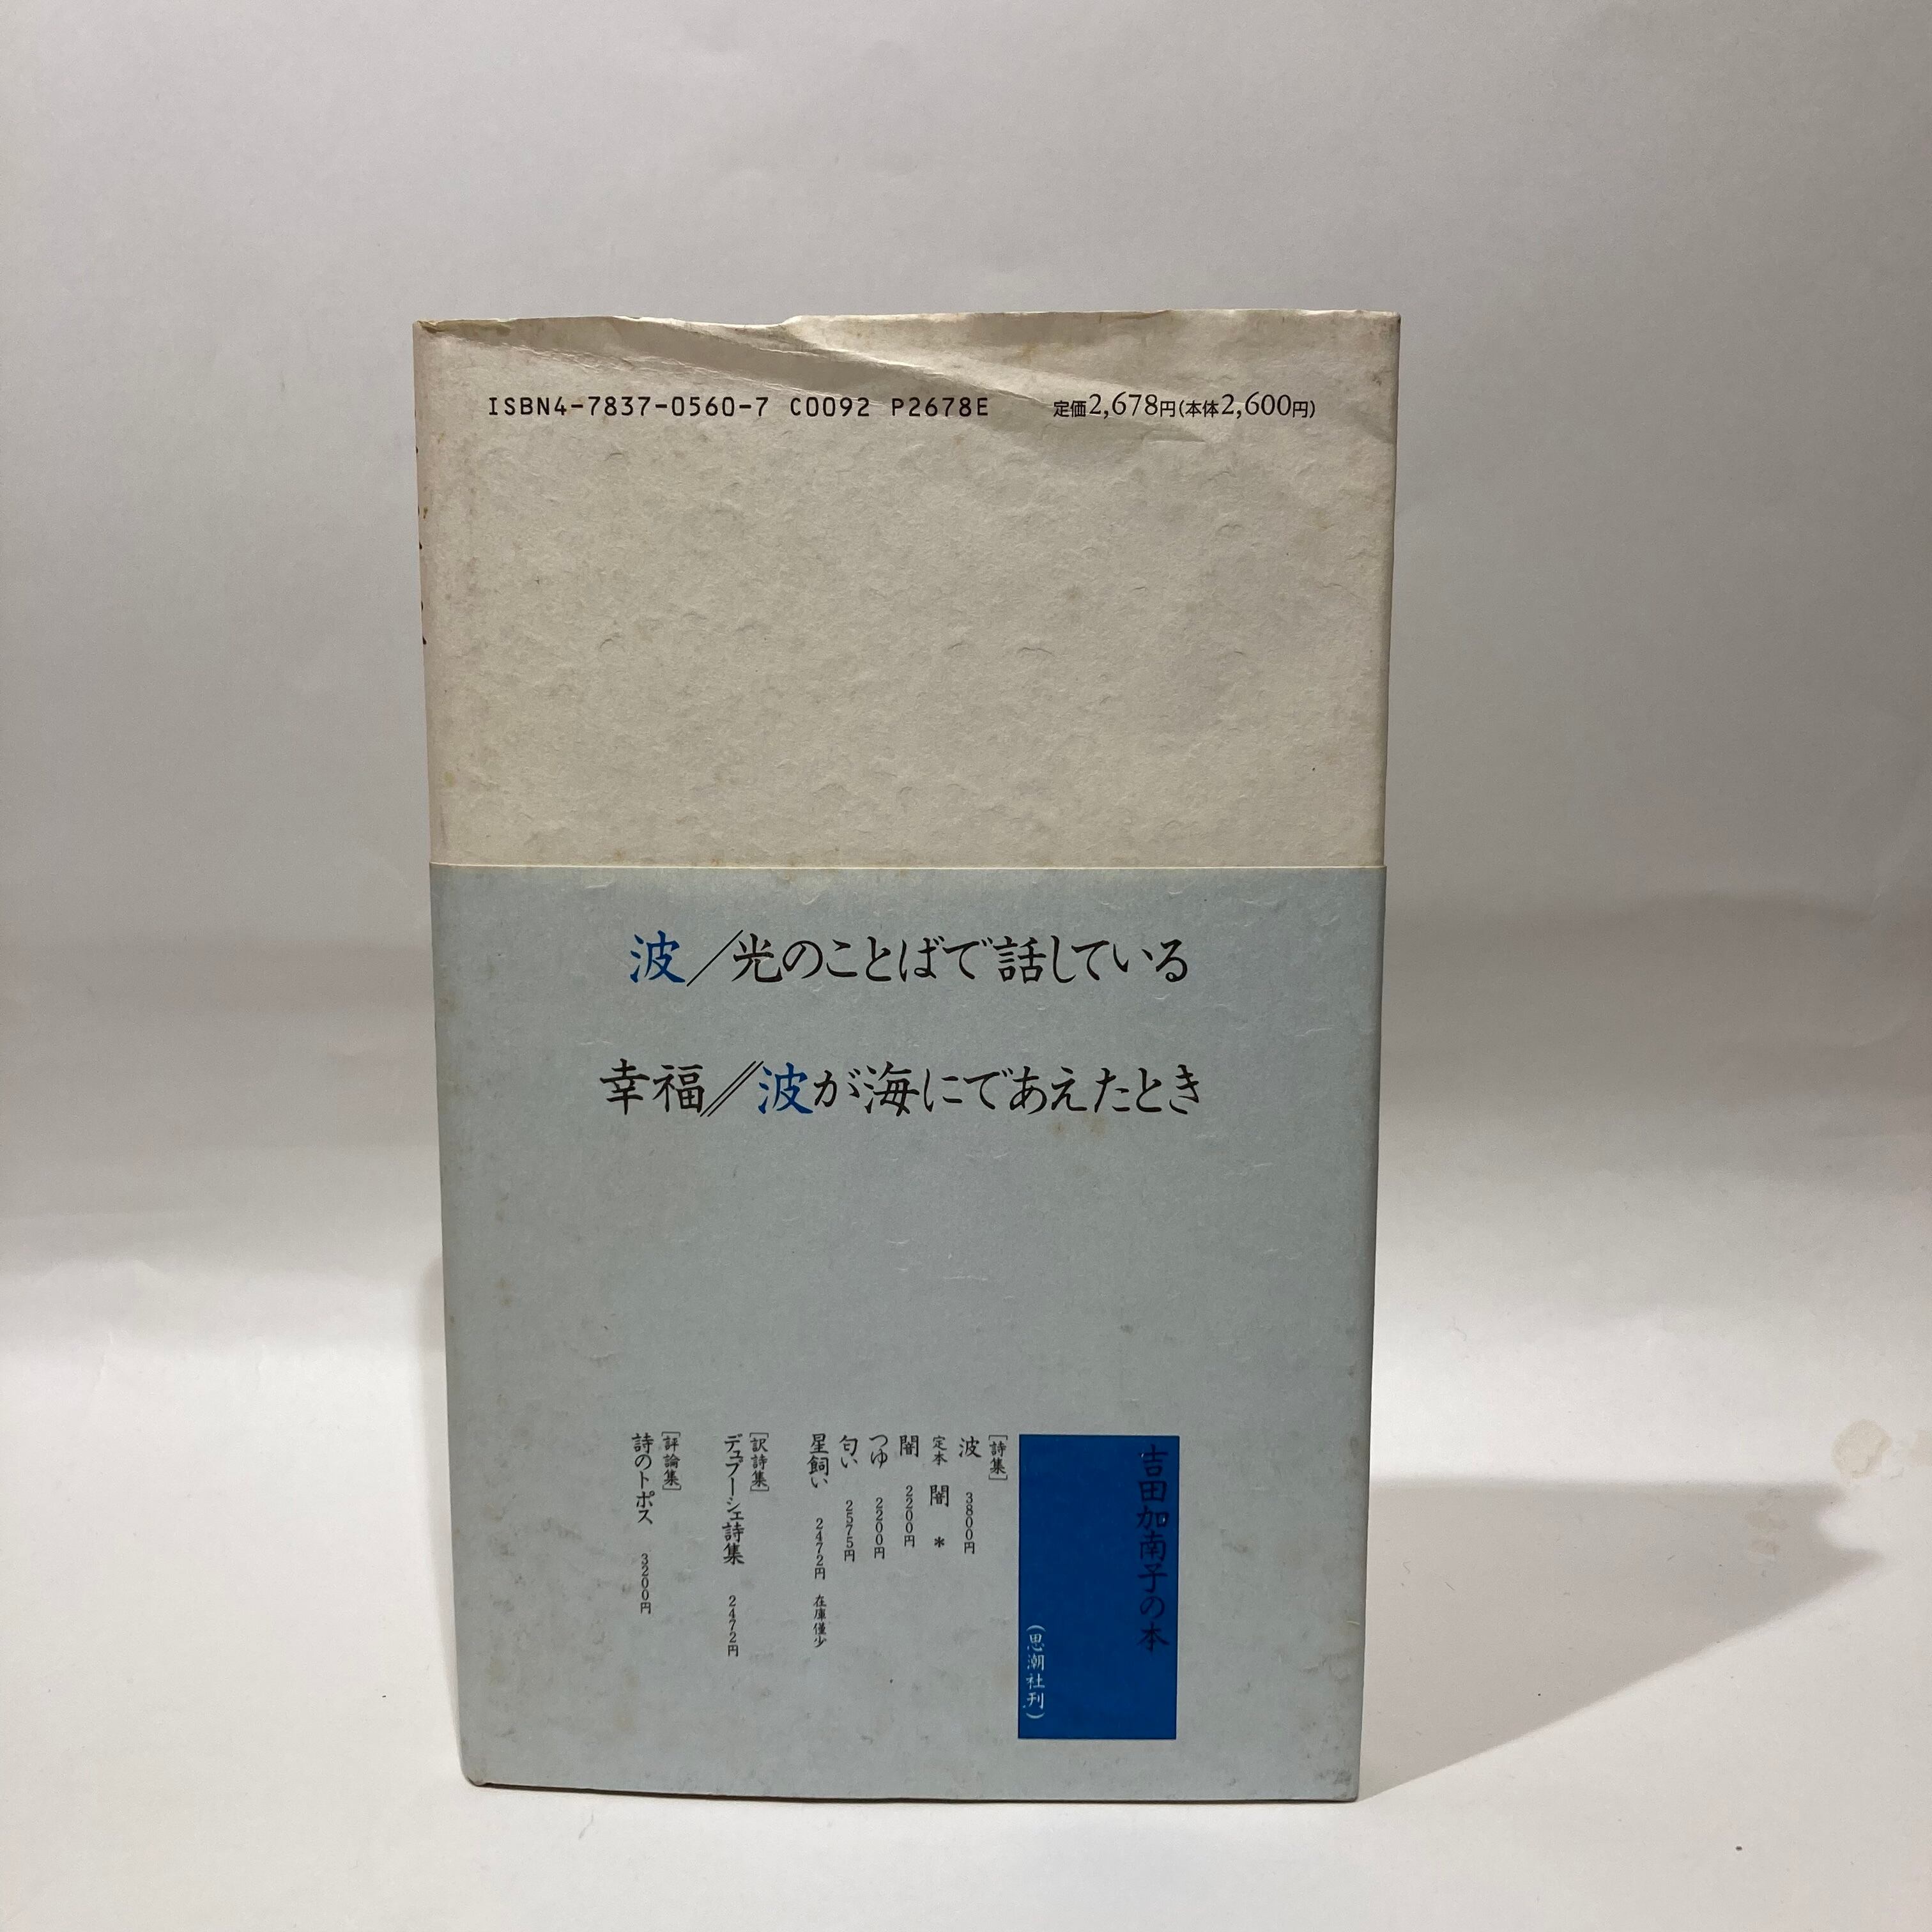 ISBN4-7837-0560-7 C0092 P2678E 定価2,678円(本体2,600円)
波/光のことばで話している
幸福//波が海にであえたとき
吉田加南子の本
(思潮社刊)
[詩集]
波 3800円
定本 闇 *
闇 2200円
つゆ 2200円
匂い 2575円
星飼い 2472円 在庫僅少
[訳詩集]
デュブーシェ詩集 2472円
[評論集]
詩のトポス 3200円